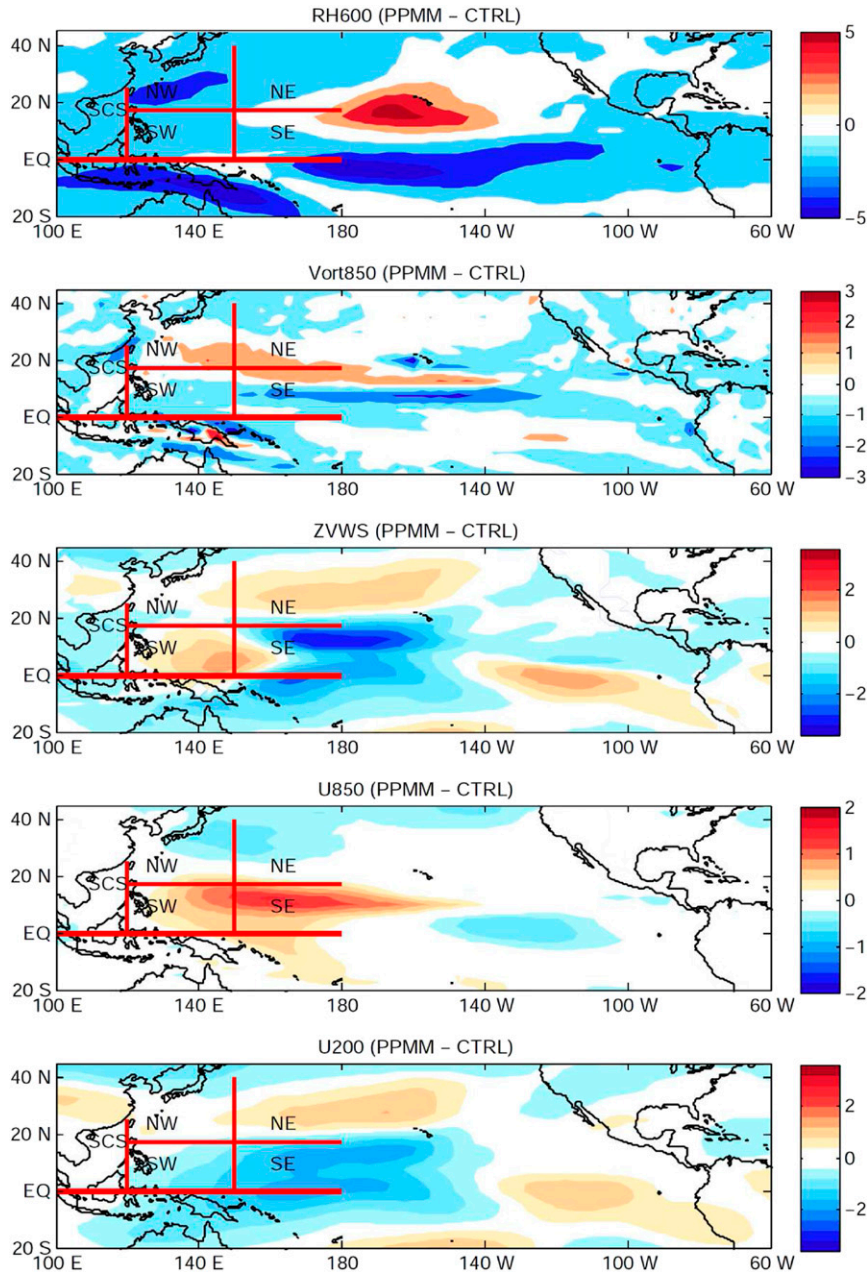 RH600 (PPMM – CTRL)
40 N
20 N
EQ
20 S
NW NE
SCS
SW SE
100 E 140 E 180 140 W 100 W 60 W
5
0
−5
Vort850 (PPMM – CTRL)
40 N
20 N
EQ
20 S
NW NE
SCS
SW SE
100 E 140 E 180 140 W 100 W 60 W
3
2
1
0
−1
−2
−3
ZVWS (PPMM – CTRL)
40 N
20 N
EQ
20 S
NW NE
SCS
SW SE
100 E 140 E 180 140 W 100 W 60 W
2
0
−2
U850 (PPMM – CTRL)
40 N
20 N
EQ
20 S
NW NE
SCS
SW SE
100 E 140 E 180 140 W 100 W 60 W
2
1
0
−1
−2
U200 (PPMM – CTRL)
40 N
20 N
EQ
20 S
NW NE
SCS
SW SE
100 E 140 E 180 140 W 100 W 60 W
2
0
−2